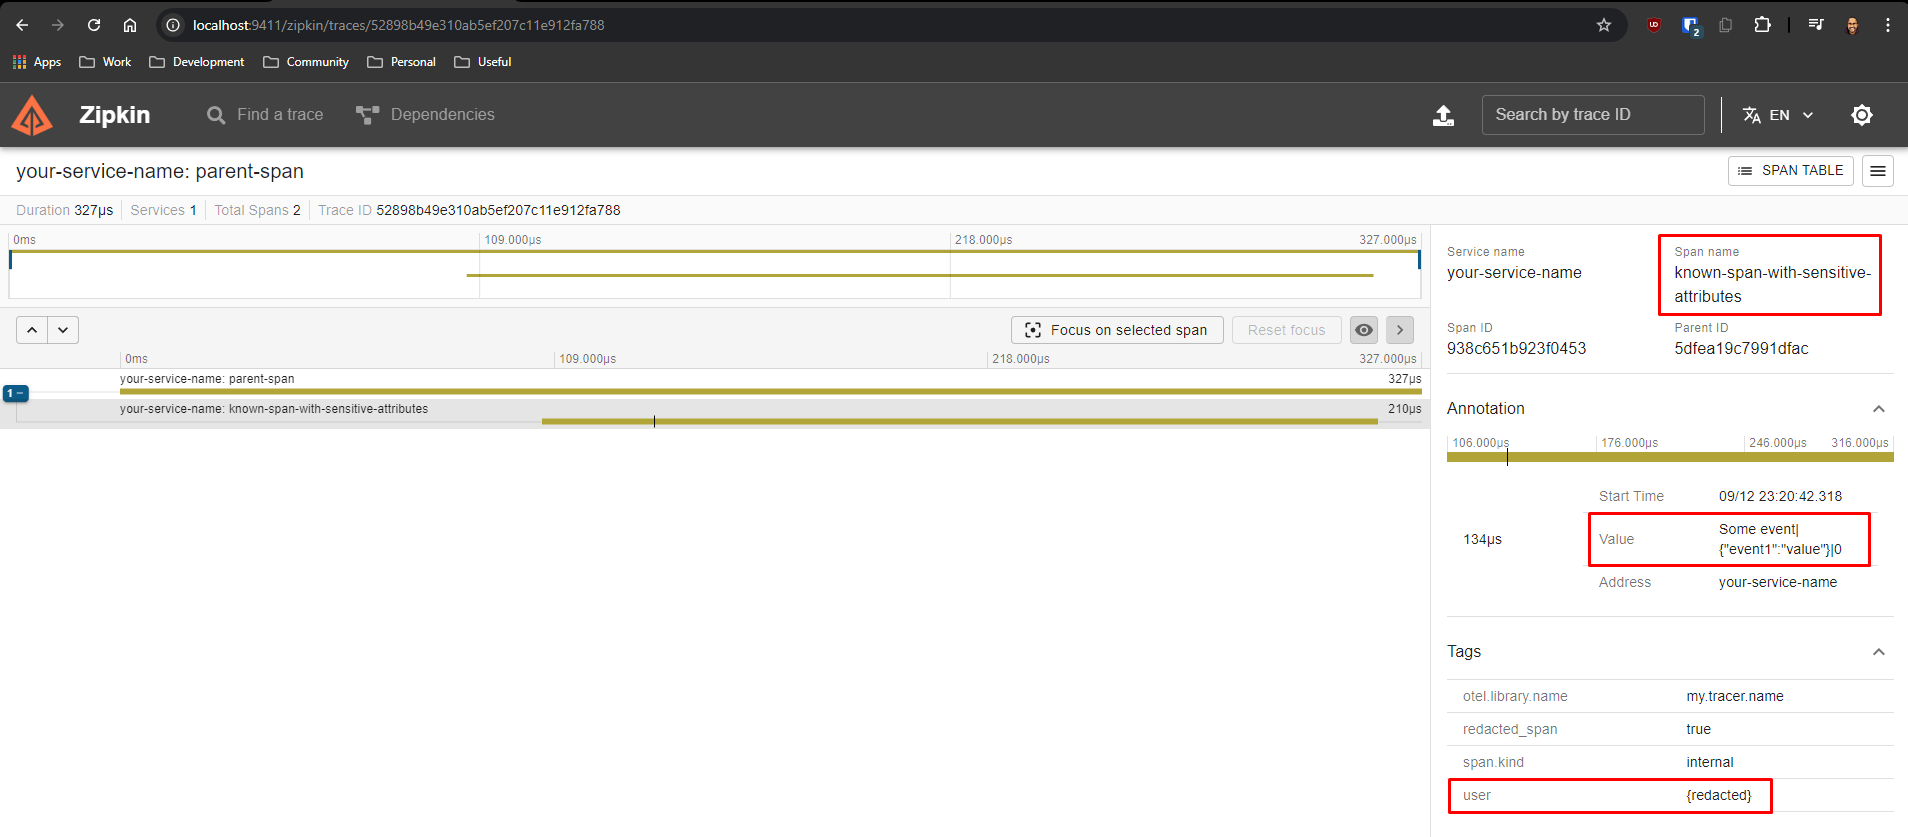 localhost:9411/zipkin/traces/52898b49e310ab5ef207c11e912fa788
2
Apps Work Development Community Personal Useful
Zipkin Find a trace Dependencies Search by trace ID EN
your-service-name: parent-span
SPAN TABLE
Duration 327μs Services 1 Total Spans 2 Trace ID 52898b49e310ab5ef207c11e912fa788
0ms 109.000μs 218.000μs 327.000μs
Focus on selected span Reset focus
0ms 109.000μs 218.000μs 327.000μs
your-service-name: parent-span 327μs
1 −
your-service-name: known-span-with-sensitive-attributes 210μs
Service name
your-service-name
Span name
known-span-with-sensitive-
attributes
Span ID
938c651b923f0453
Parent ID
5dfea19c7991dfac
Annotation
106.000μs 176.000μs 246.000μs 316.000μs
134μs
Start Time 09/12 23:20:42.318
Value Some event|
{"event1":"value"}|0
Address your-service-name
Tags
otel.library.name my.tracer.name
redacted_span true
span.kind internal
user {redacted}